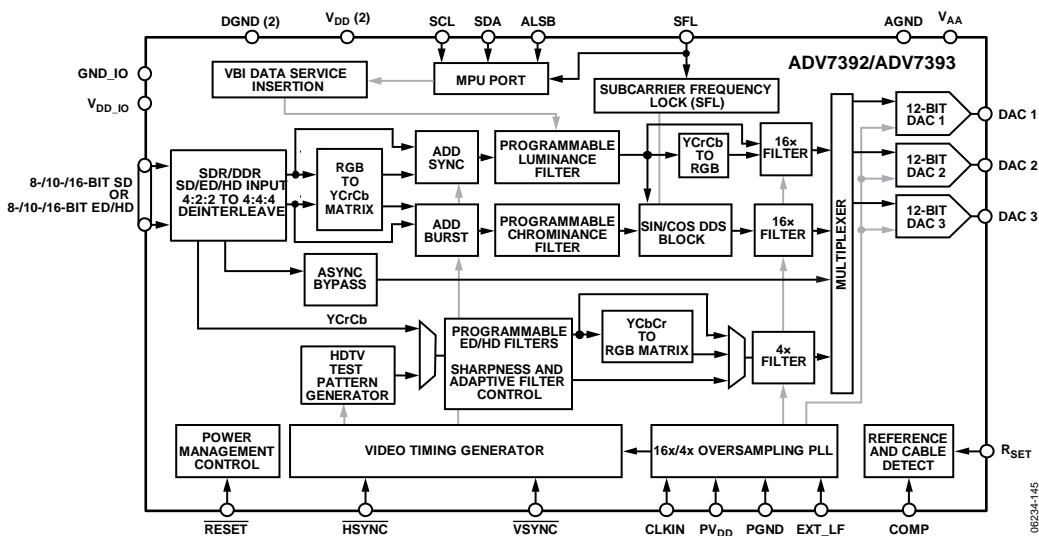 DGND (2)
VDD (2)
SCL
SDA
ALSB
SFL
AGND
VAA
GND_IO
VDD_IO
8-/10-/16-BIT SD
OR
8-/10-/16-BIT ED/HD
ADV7392/ADV7393
VBI DATA SERVICE
INSERTION
MPU PORT
SUBCARRIER FREQUENCY
LOCK (SFL)
SDR/DDR
SD/ED/HD INPUT
4:2:2 TO 4:4:4
DEINTERLEAVE
RGB
TO
YCrCb
MATRIX
ADD
SYNC
PROGRAMMABLE
LUMINANCE
FILTER
YCrCb
TO
RGB
16×
FILTER
ADD
BURST
PROGRAMMABLE
CHROMINANCE
FILTER
SIN/COS DDS
BLOCK
16×
FILTER
MULTIPLEXER
12-BIT
DAC 1
DAC 1
12-BIT
DAC 2
DAC 2
12-BIT
DAC 3
DAC 3
ASYNC
BYPASS
YCrCb
HDTV
TEST
PATTERN
GENERATOR
PROGRAMMABLE
ED/HD FILTERS
SHARPNESS AND
ADAPTIVE FILTER
CONTROL
YCbCr
TO
RGB MATRIX
4×
FILTER
POWER
MANAGEMENT
CONTROL
VIDEO TIMING GENERATOR
16x/4x OVERSAMPLING PLL
REFERENCE
AND CABLE
DETECT
RSET
RESET
HSYNC
VSYNC
CLKIN
PVDD
PGND
EXT_LF
COMP
06234-145